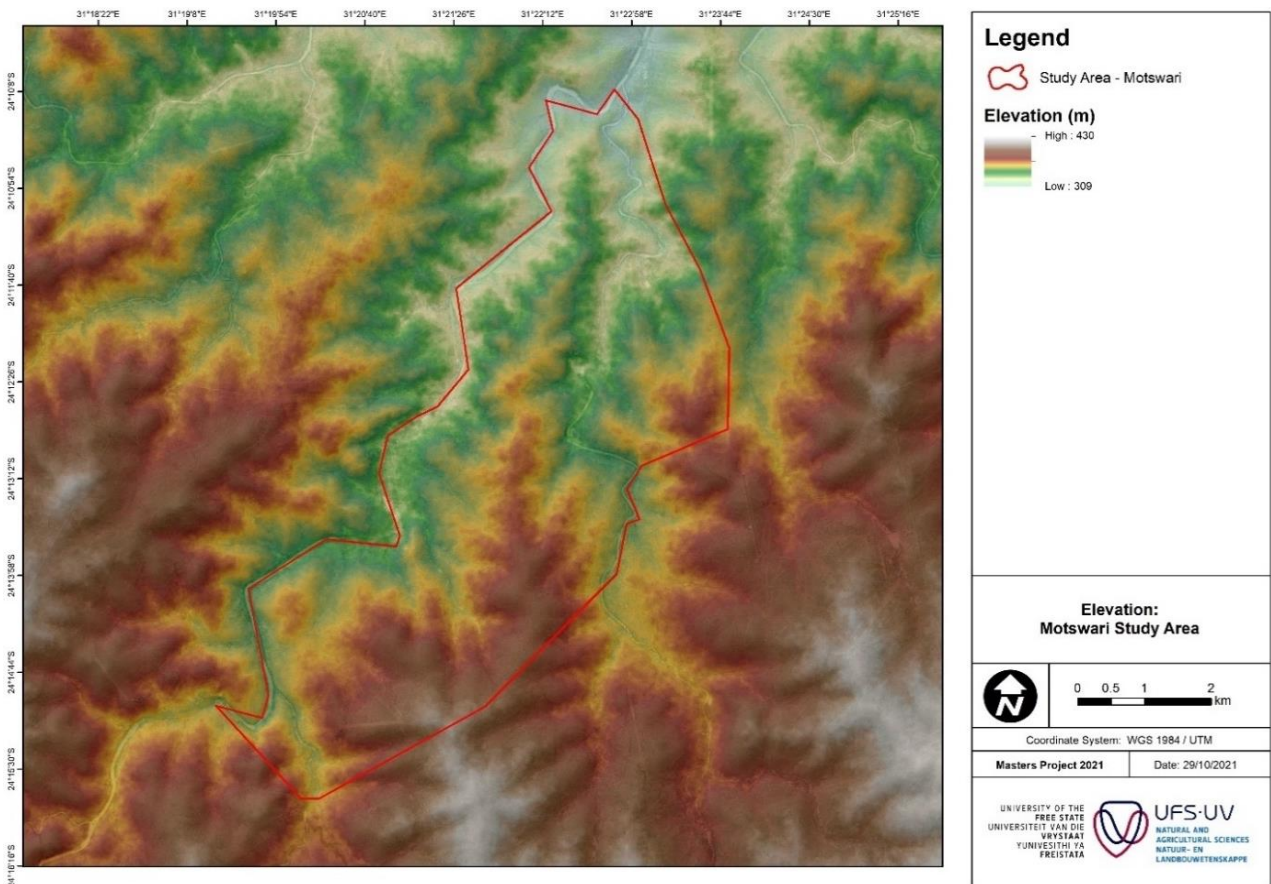 31°18'22"E 31°19'8"E 31°19'54"E 31°20'40"E 31°21'26"E 31°22'12"E 31°22'58"E 31°23'44"E 31°24'30"E 31°25'16"E
24°10'8"S
24°10'54"S
24°11'40"S
24°12'26"S
24°13'12"S
24°13'58"S
24°14'44"S
24°15'30"S
24°16'16"S
Legend
Study Area - Motswari
Elevation (m)
High : 430
Low : 309
Elevation:
Motswari Study Area
N
0 0.5 1 2
km
Coordinate System: WGS 1984 / UTM
Masters Project 2021
Date: 29/10/2021
UNIVERSITY OF THE
FREE STATE
UNIVERSITEIT VAN DIE
VRYSTAAT
YUNIVESITHI YA
FREISTATA
UFS·UV
NATURAL AND
AGRICULTURAL SCIENCES
NATUUR- EN
LANDBOUWETENSKAPPE